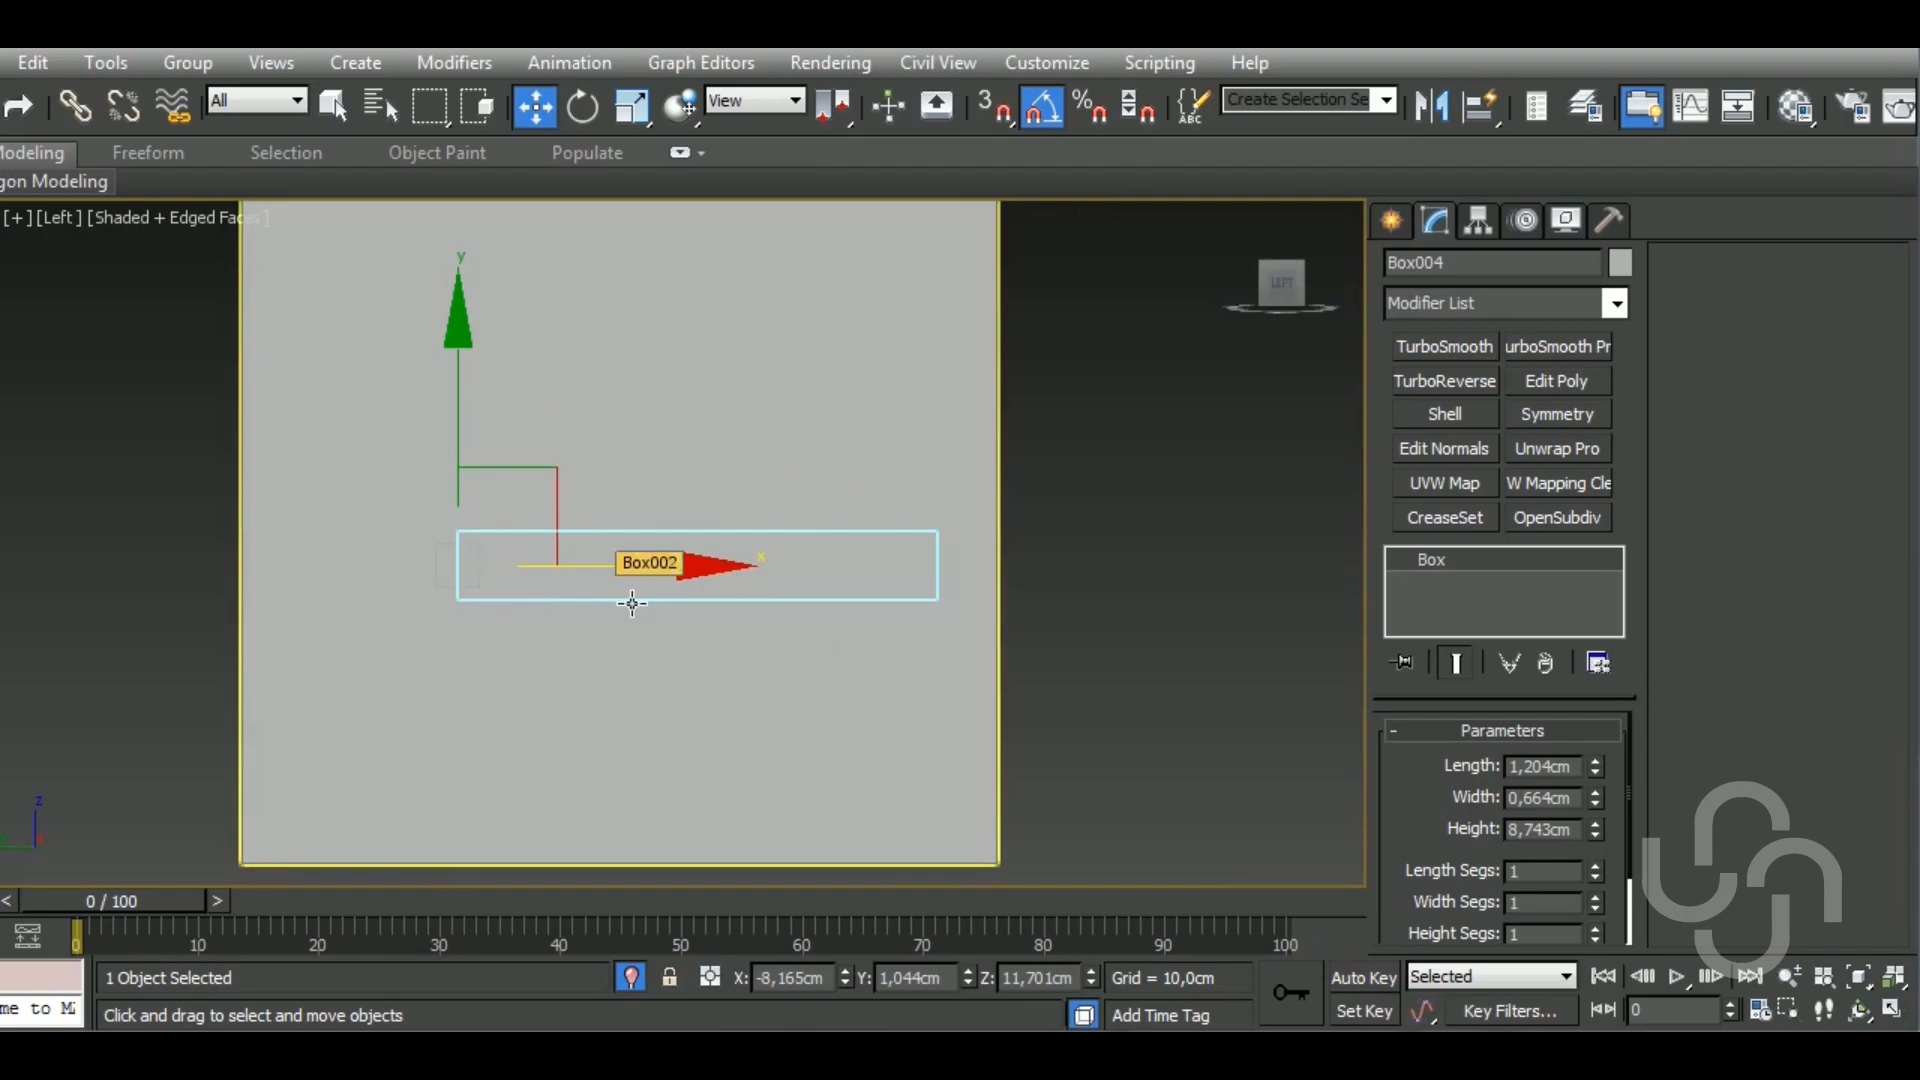 Edit Tools Group Views Create Modifiers Animation Graph Editors Rendering Civil View Customize Scripting Help
All View 3 % ABC Create Selection Se
Modeling Freeform Selection Object Paint Populate
gon Modeling
[+] [Left] [Shaded + Edged Faces]
y
LEFT
Box002
x
z
Box004
Modifier List
TurboSmooth urboSmooth Pr
TurboReverse Edit Poly
Shell Symmetry
Edit Normals Unwrap Pro
UVW Map W Mapping Cle
CreaseSet OpenSubdiv
Box
- Parameters
Length: 1,204cm
Width: 0,664cm
Height: 8,743cm
Length Segs: 1
Width Segs: 1
Height Segs: 1
< 0 / 100 >
0 10 20 30 40 50 60 70 80 90 100
1 Object Selected X: -8,165cm Y: 1,044cm Z: 11,701cm Grid = 10,0cm Auto Key Selected
me to M
Click and drag to select and move objects Add Time Tag Set Key Key Filters... 0